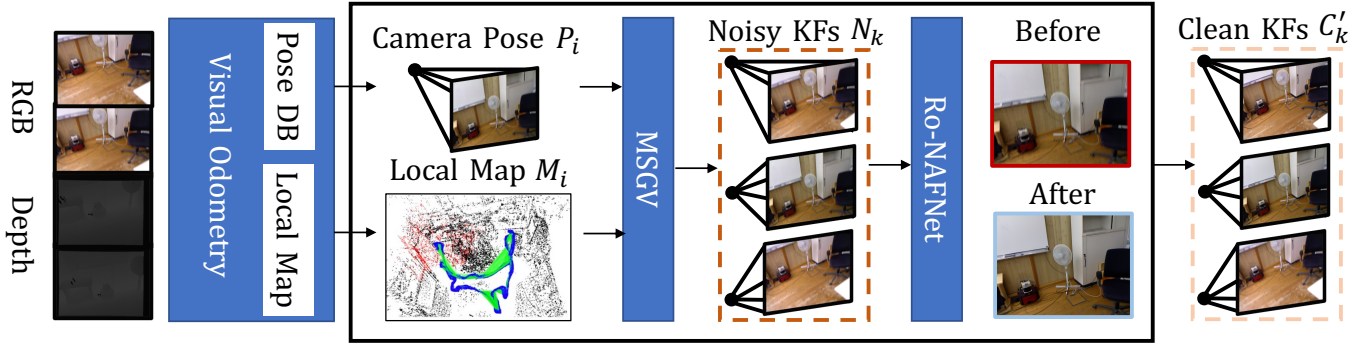 RGB
Depth
Visual Odometry
Pose DB
Local Map
Camera Pose P_i
Local Map M_i
MSGV
Noisy KFs N_k
Ro-NAFNet
Before
After
Clean KFs C'_k